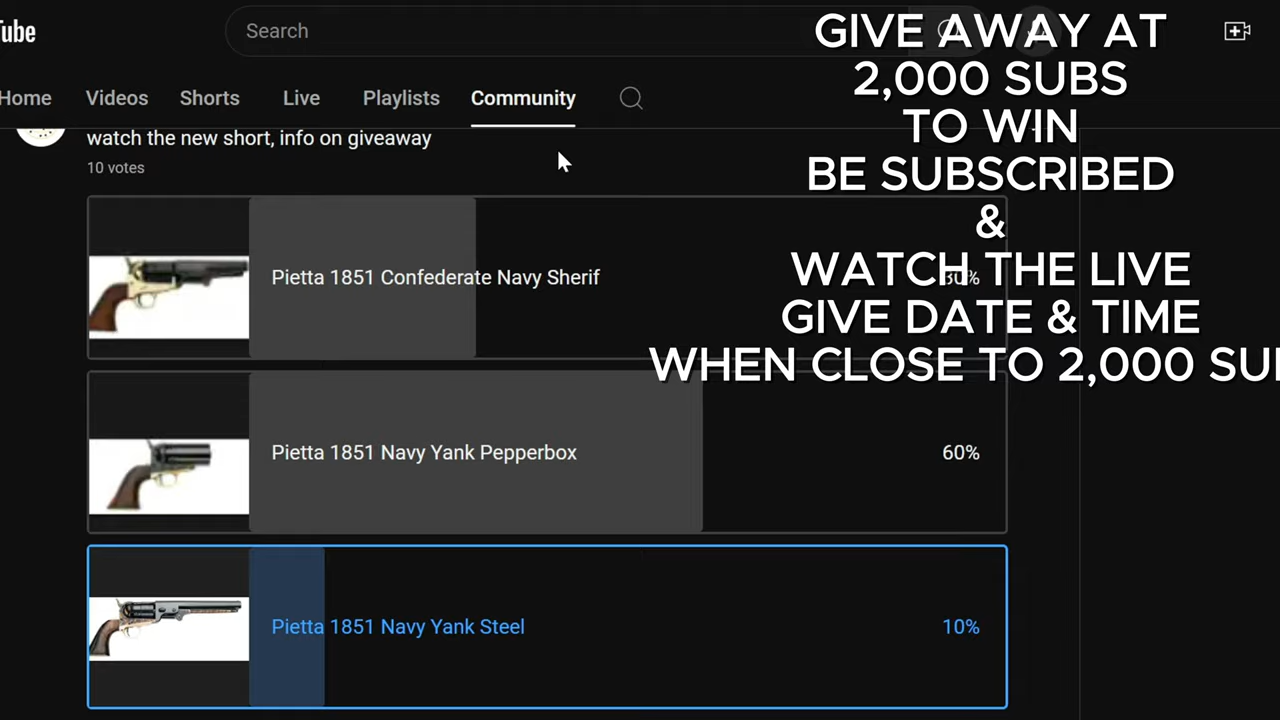 Tube
Search
GIVE AWAY AT
2,000 SUBS
TO WIN
BE SUBSCRIBED
&
WATCH THE LIVE
GIVE DATE & TIME
WHEN CLOSE TO 2,000 SU
Home
Videos
Shorts
Live
Playlists
Community
watch the new short, info on giveaway
10 votes
Pietta 1851 Confederate Navy Sherif
30%
Pietta 1851 Navy Yank Pepperbox
60%
Pietta 1851 Navy Yank Steel
10%